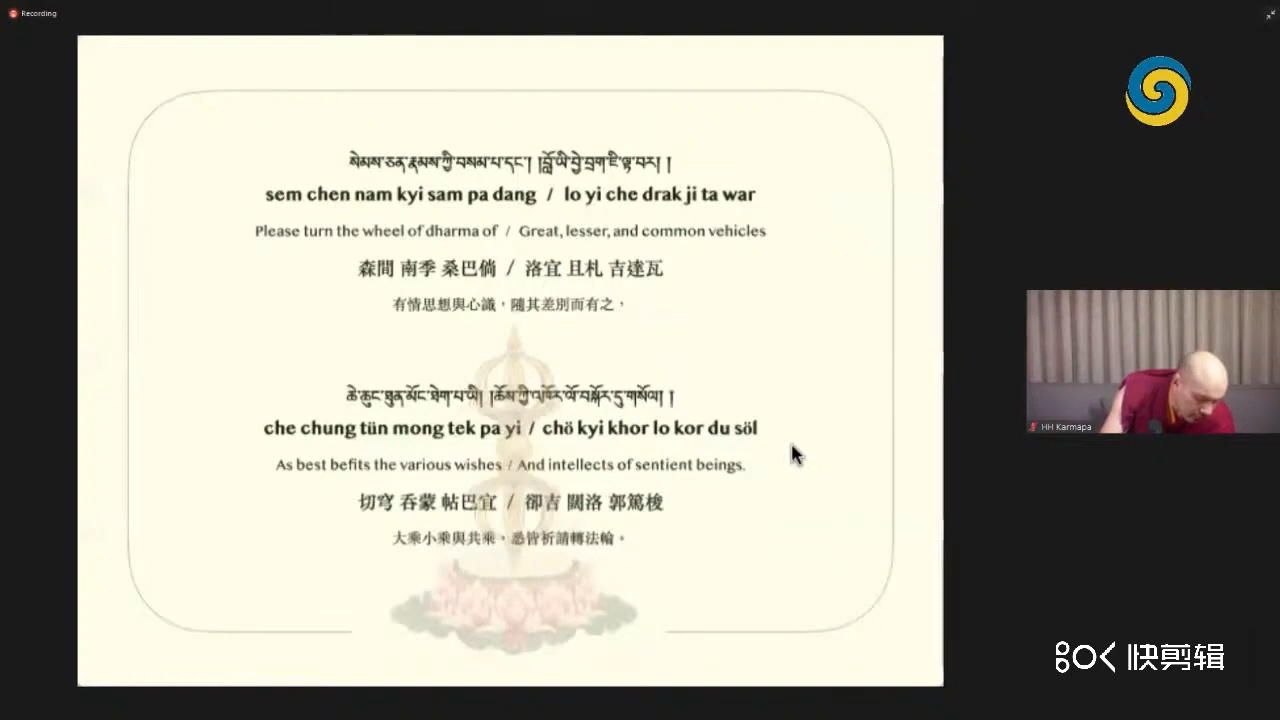 Recording
སེམས་ཅན་རྣམས་ཀྱི་བསམ་པ་དང་། །བློ་ཡི་བྱེ་བྲག་ཇི་ལྟ་བར། །
sem chen nam kyi sam pa dang / lo yi che drak ji ta war
Please turn the wheel of dharma of / Great, lesser, and common vehicles
森間 南季 桑巴倘 / 洛宜 且札 吉達瓦
有情思想與心識，隨其差別而有之，
ཆེ་ཆུང་ཐུན་མོང་ཐེག་པ་ཡི། །ཆོས་ཀྱི་འཁོར་ལོ་བསྐོར་དུ་གསོལ། །
che chung tün mong tek pa yi / chö kyi khor lo kor du söl
As best befits the various wishes / And intellects of sentient beings.
切穹 吞蒙 帖巴宜 / 卻吉 闊洛 郭篤梭
大乘小乘與共乘，悉皆祈請轉法輪。
HH Karmapa
快剪辑